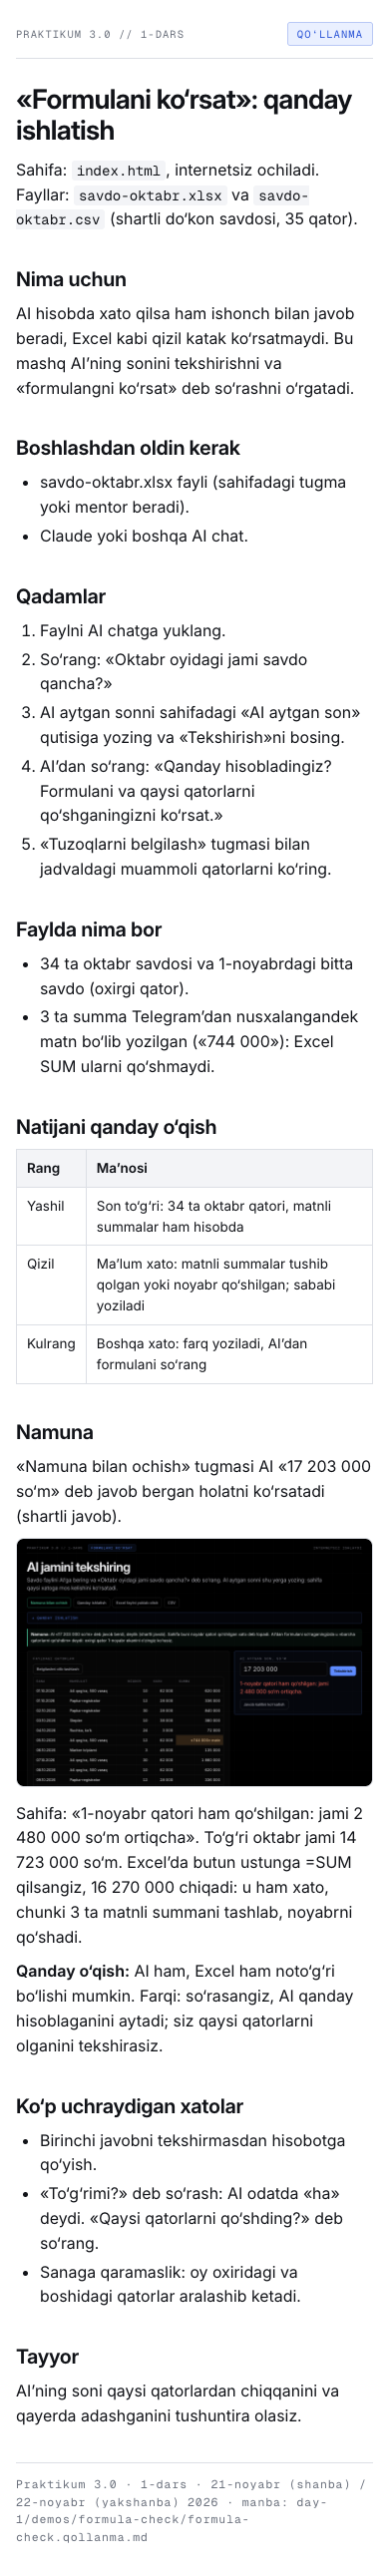 PRAKTIKUM 3.0 // 1-DARS
QO‘LLANMA
«Formulani ko‘rsat»: qanday
ishlatish
Sahifa: index.html, internetsiz ochiladi.
Fayllar: savdo-oktabr.xlsx va savdo-
oktabr.csv (shartli do‘kon savdosi, 35 qator).
Nima uchun
AI hisobda xato qilsa ham ishonch bilan javob
beradi, Excel kabi qizil katak ko‘rsatmaydi. Bu
mashq AI’ning sonini tekshirishni va
«formulangni ko‘rsat» deb so‘rashni o‘rgatadi.
Boshlashdan oldin kerak
• savdo-oktabr.xlsx fayli (sahifadagi tugma
yoki mentor beradi).
• Claude yoki boshqa AI chat.
Qadamlar
1. Faylni AI chatga yuklang.
2. So‘rang: «Oktabr oyidagi jami savdo
qancha?»
3. AI aytgan sonni sahifadagi «AI aytgan son»
qutisiga yozing va «Tekshirish»ni bosing.
4. AI’dan so‘rang: «Qanday hisobladingiz?
Formulani va qaysi qatorlarni
qo‘shganingizni ko‘rsat.»
5. «Tuzoqlarni belgilash» tugmasi bilan
jadvaldagi muammoli qatorlarni ko‘ring.
Faylda nima bor
• 34 ta oktabr savdosi va 1-noyabrdagi bitta
savdo (oxirgi qator).
• 3 ta summa Telegram’dan nusxalangandek
matn bo‘lib yozilgan («744 000»): Excel
SUM ularni qo‘shmaydi.
Natijani qanday o‘qish
Rang Ma’nosi
Yashil Son to‘g‘ri: 34 ta oktabr qatori, matnli
summalar ham hisobda
Qizil Ma’lum xato: matnli summalar tushib
qolgan yoki noyabr qo‘shilgan; sababi
yoziladi
Kulrang Boshqa xato: farq yoziladi, AI’dan
formulani so‘rang
Namuna
«Namuna bilan ochish» tugmasi AI «17 203 000
so‘m» deb javob bergan holatni ko‘rsatadi
(shartli javob).
AI jamini tekshiring
17 203 000
1-noyabr qatori ham qo‘shilgan: jami
2 480 000 so‘m ortiqcha.
Sahifa: «1-noyabr qatori ham qo‘shilgan: jami 2
480 000 so‘m ortiqcha». To‘g‘ri oktabr jami 14
723 000 so‘m. Excel’da butun ustunga =SUM
qilsangiz, 16 270 000 chiqadi: u ham xato,
chunki 3 ta matnli summani tashlab, noyabrni
qo‘shadi.
Qanday o‘qish: AI ham, Excel ham noto‘g‘ri
bo‘lishi mumkin. Farqi: so‘rasangiz, AI qanday
hisoblaganini aytadi; siz qaysi qatorlarni
olganini tekshirasiz.
Ko‘p uchraydigan xatolar
• Birinchi javobni tekshirmasdan hisobotga
qo‘yish.
• «To‘g‘rimi?» deb so‘rash: AI odatda «ha»
deydi. «Qaysi qatorlarni qo‘shding?» deb
so‘rang.
• Sanaga qaramaslik: oy oxiridagi va
boshidagi qatorlar aralashib ketadi.
Tayyor
AI’ning soni qaysi qatorlardan chiqqanini va
qayerda adashganini tushuntira olasiz.
Praktikum 3.0 · 1-dars · 21-noyabr (shanba) /
22-noyabr (yakshanba) 2026 · manba: day-
1/demos/formula-check/formula-
check.qollanma.md